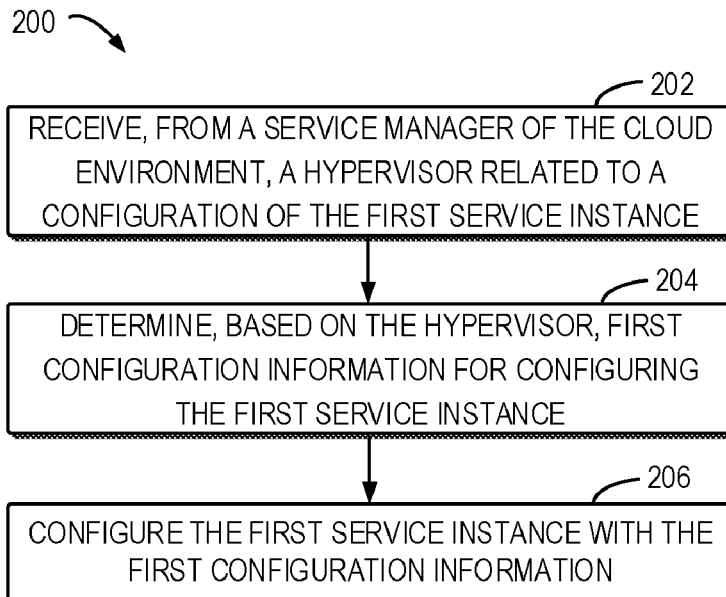 200
202
RECEIVE, FROM A SERVICE MANAGER OF THE CLOUD
ENVIRONMENT, A HYPERVISOR RELATED TO A
CONFIGURATION OF THE FIRST SERVICE INSTANCE
204
DETERMINE, BASED ON THE HYPERVISOR, FIRST
CONFIGURATION INFORMATION FOR CONFIGURING
THE FIRST SERVICE INSTANCE
206
CONFIGURE THE FIRST SERVICE INSTANCE WITH THE
FIRST CONFIGURATION INFORMATION